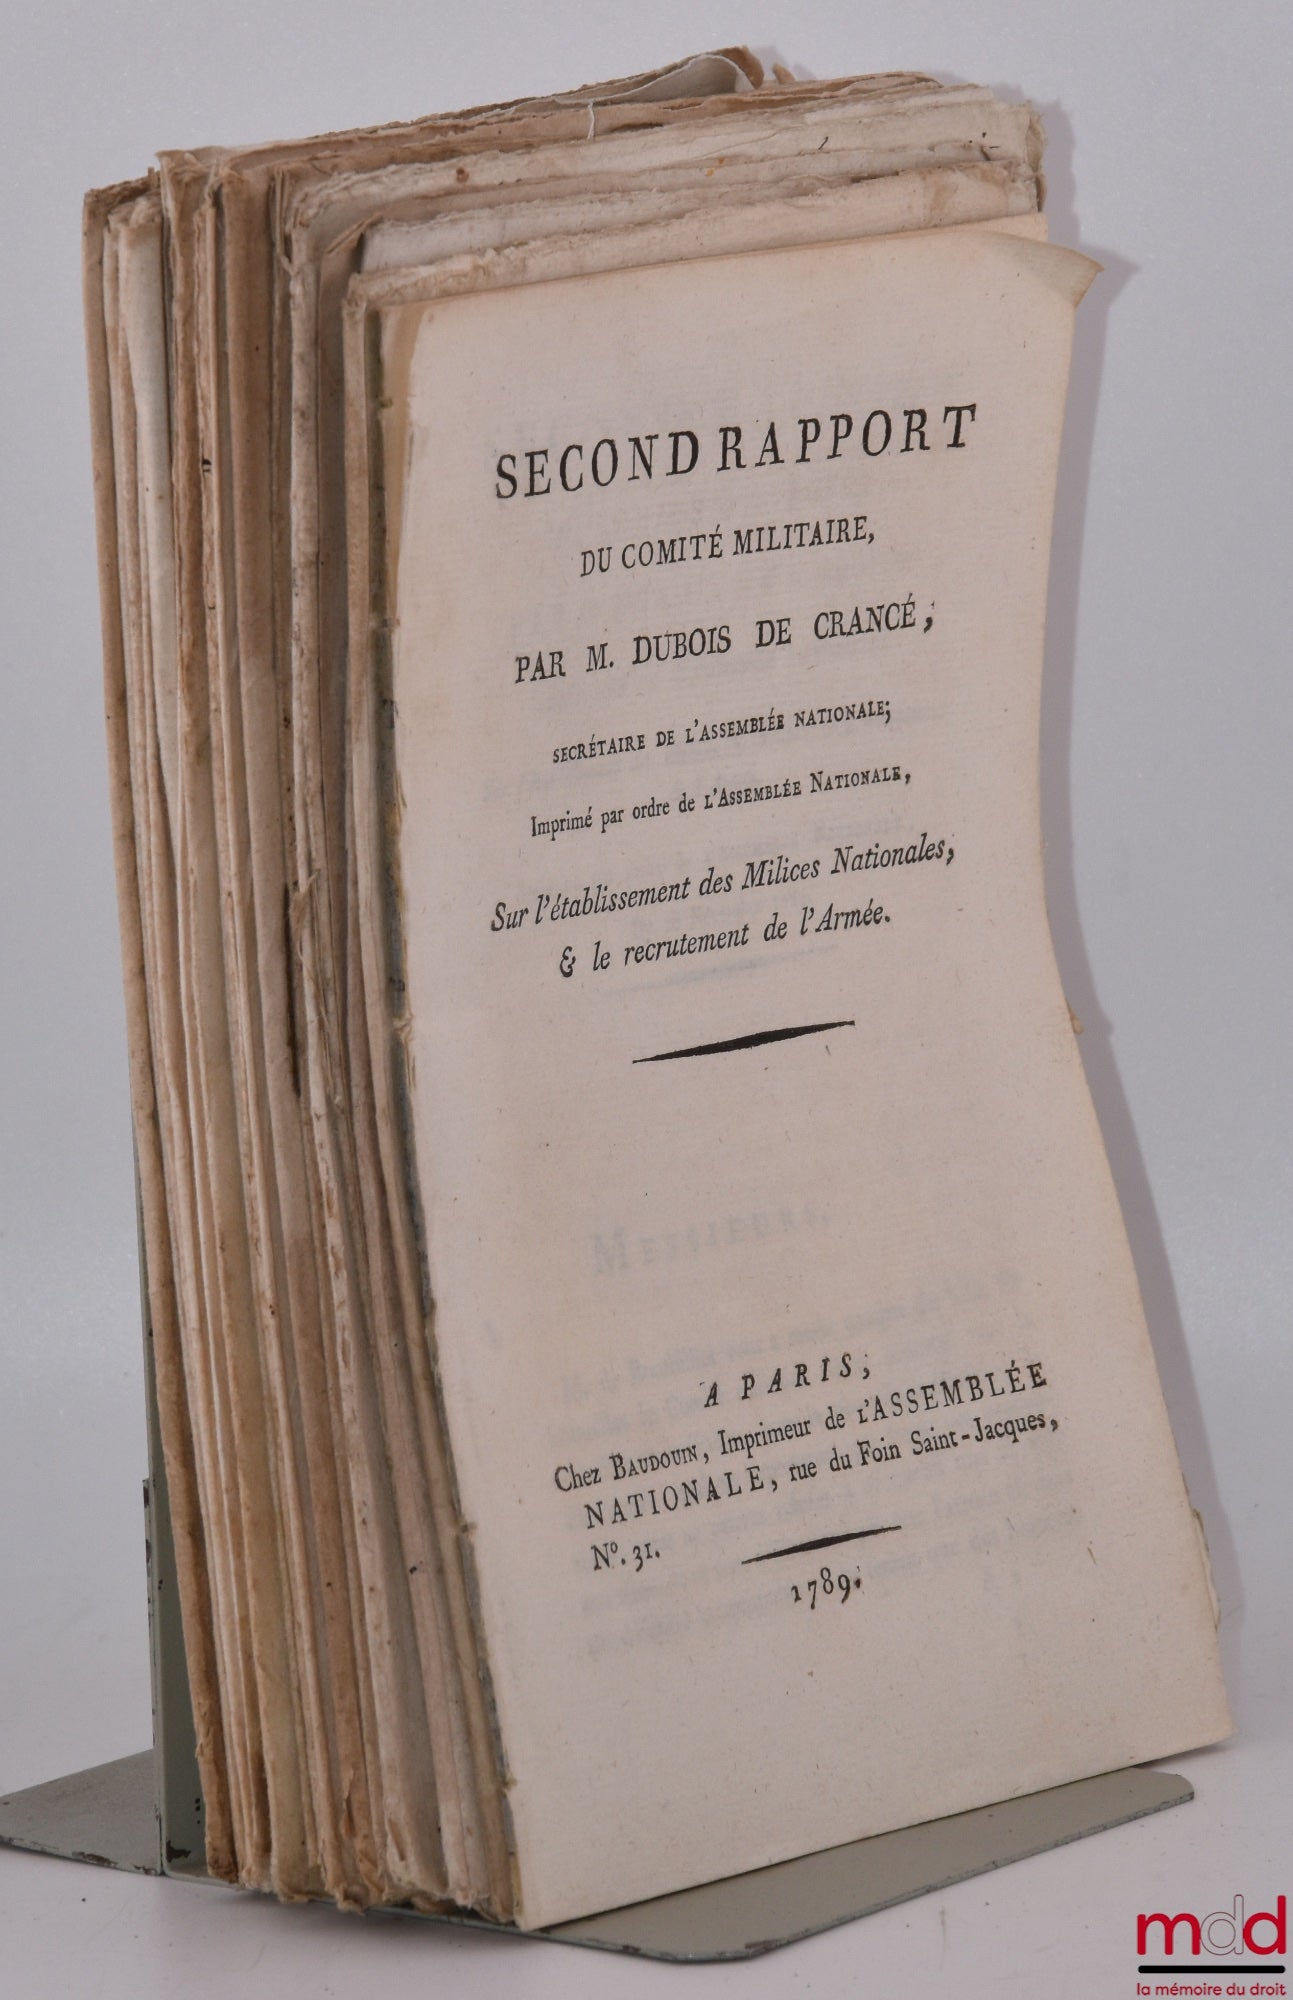 SECOND RAPPORT
DU COMITÉ MILITAIRE,
PAR M. DUBOIS DE CRANCÉ,
SECRÉTAIRE DE L'ASSEMBLÉE NATIONALE;
Imprimé par ordre de L'ASSEMBLÉE NATIONALE,
Sur l'établissement des Milices Nationales,
& le recrutement de l'Armée.
MESSIEURS,
A PARIS,
Chez BAUDOUIN, Imprimeur de L'ASSEMBLÉE
NATIONALE, rue du Foin Saint-Jacques,
N°. 31.
1789.
mdd
la mémoire du droit